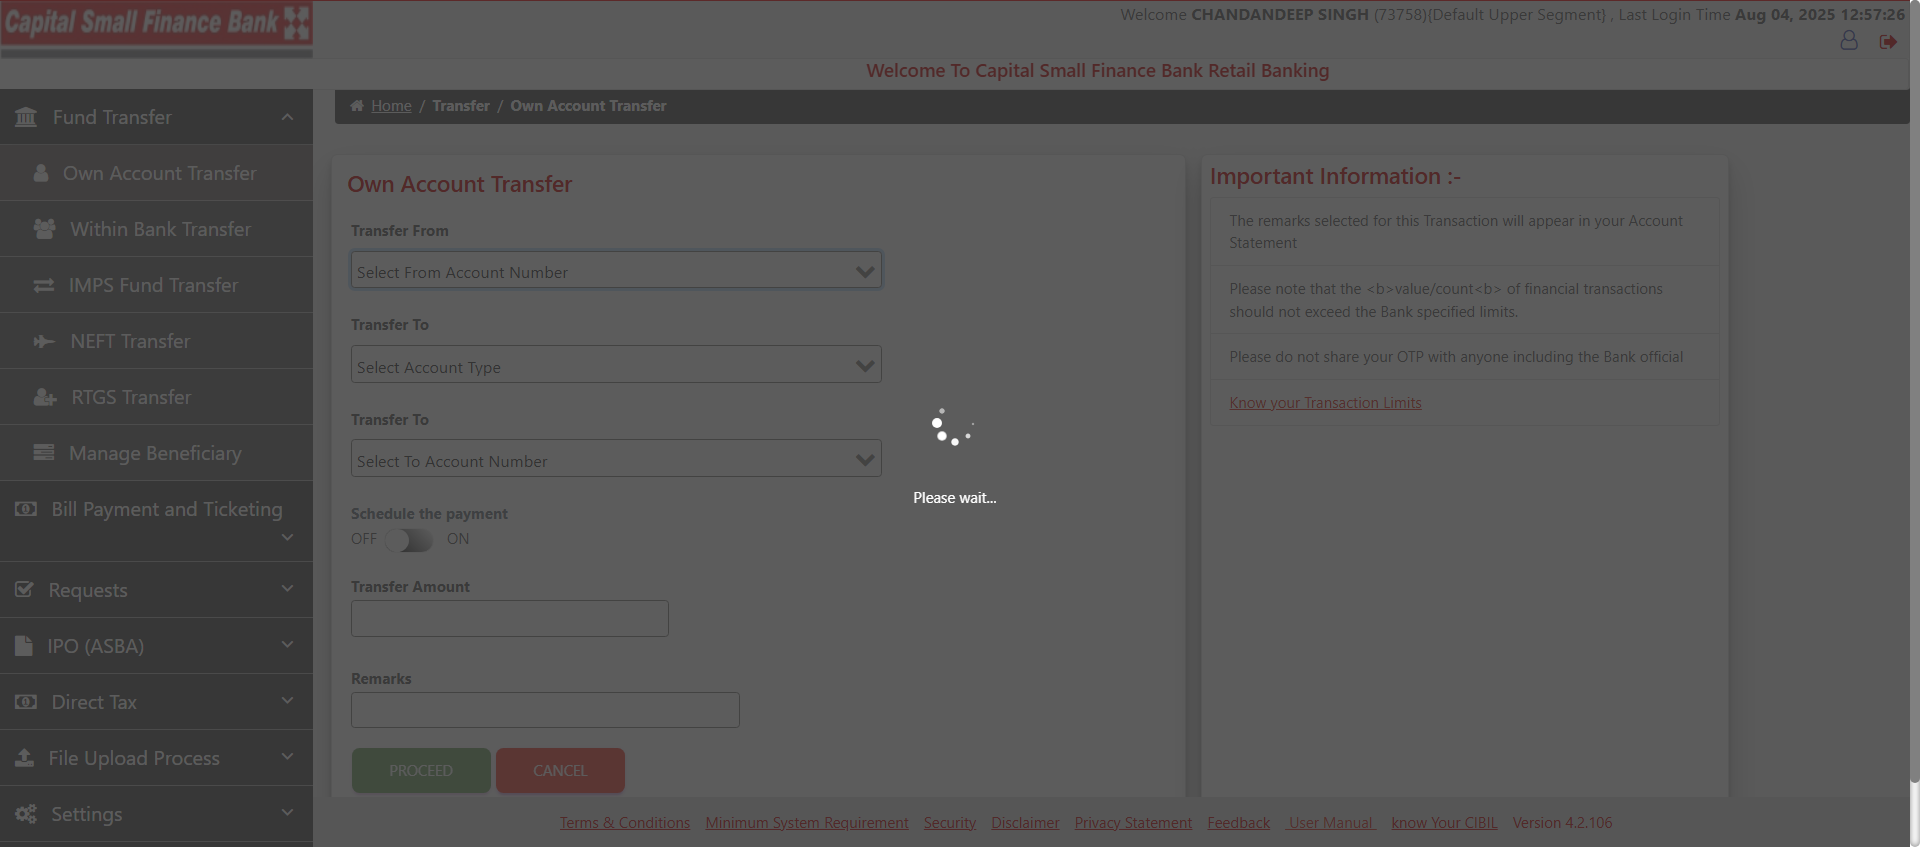 Capital Small Finance Bank
Welcome CHANDANDEEP SINGH (73758){Default Upper Segment} , Last Login Time Aug 04, 2025 12:57:26
Welcome To Capital Small Finance Bank Retail Banking
Home / Transfer / Own Account Transfer
Fund Transfer
Own Account Transfer
Within Bank Transfer
IMPS Fund Transfer
NEFT Transfer
RTGS Transfer
Manage Beneficiary
Bill Payment and Ticketing
Requests
IPO (ASBA)
Direct Tax
File Upload Process
Settings
Own Account Transfer
Transfer From
Select From Account Number
Transfer To
Select Account Type
Transfer To
Select To Account Number
Schedule the payment
OFF ON
Transfer Amount
Remarks
PROCEED CANCEL
Please wait...
Important Information :-
The remarks selected for this Transaction will appear in your Account
Statement
Please note that the <b>value/count<b> of financial transactions
should not exceed the Bank specified limits.
Please do not share your OTP with anyone including the Bank official
Know your Transaction Limits
Terms & Conditions Minimum System Requirement Security Disclaimer Privacy Statement Feedback User Manual know Your CIBIL Version 4.2.106